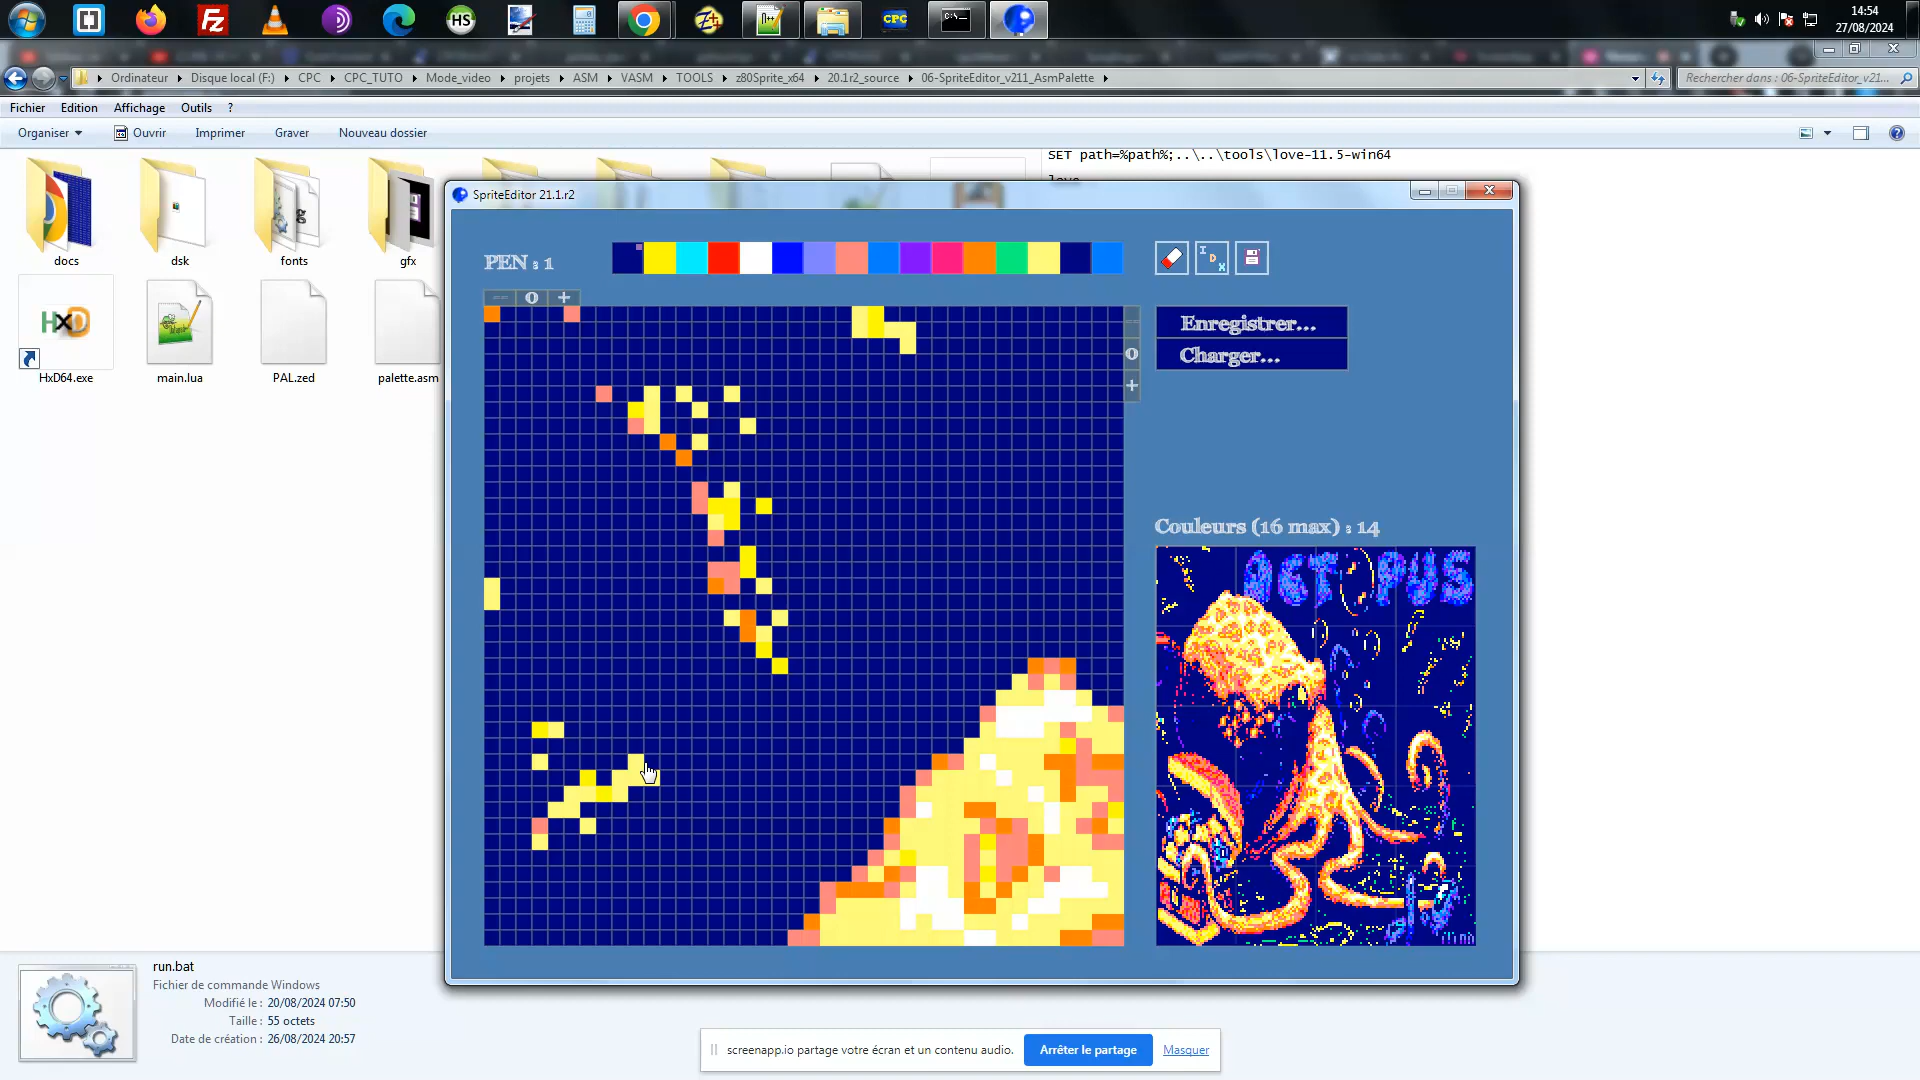 14:54
27/08/2024
Ordinateur Disque local (F:) CPC CPC_TUTO Mode_video projets ASM VASM TOOLS z80Sprite_x64 20.1r2_source 06-SpriteEditor_v211_AsmPalette
Rechercher dans : 06-SpriteEditor_v21...
Fichier Edition Affichage Outils ?
Organiser Ouvrir Imprimer Graver Nouveau dossier
SET path=%path%;..\..\tools\love-11.5-win64
love
SpriteEditor 21.1.r2
docs dsk fonts gfx
HxD64.exe main.lua PAL.zed palette.asm
PEN : 1
- 0 +
0
+
I D X
Enregistrer...
Charger...
Couleurs (16 max) : 14
OCTOPUS
run.bat
Fichier de commande Windows
Modifié le : 20/08/2024 07:50
Taille : 55 octets
Date de création : 26/08/2024 20:57
screenapp.io partage votre écran et un contenu audio. Arrêter le partage Masquer